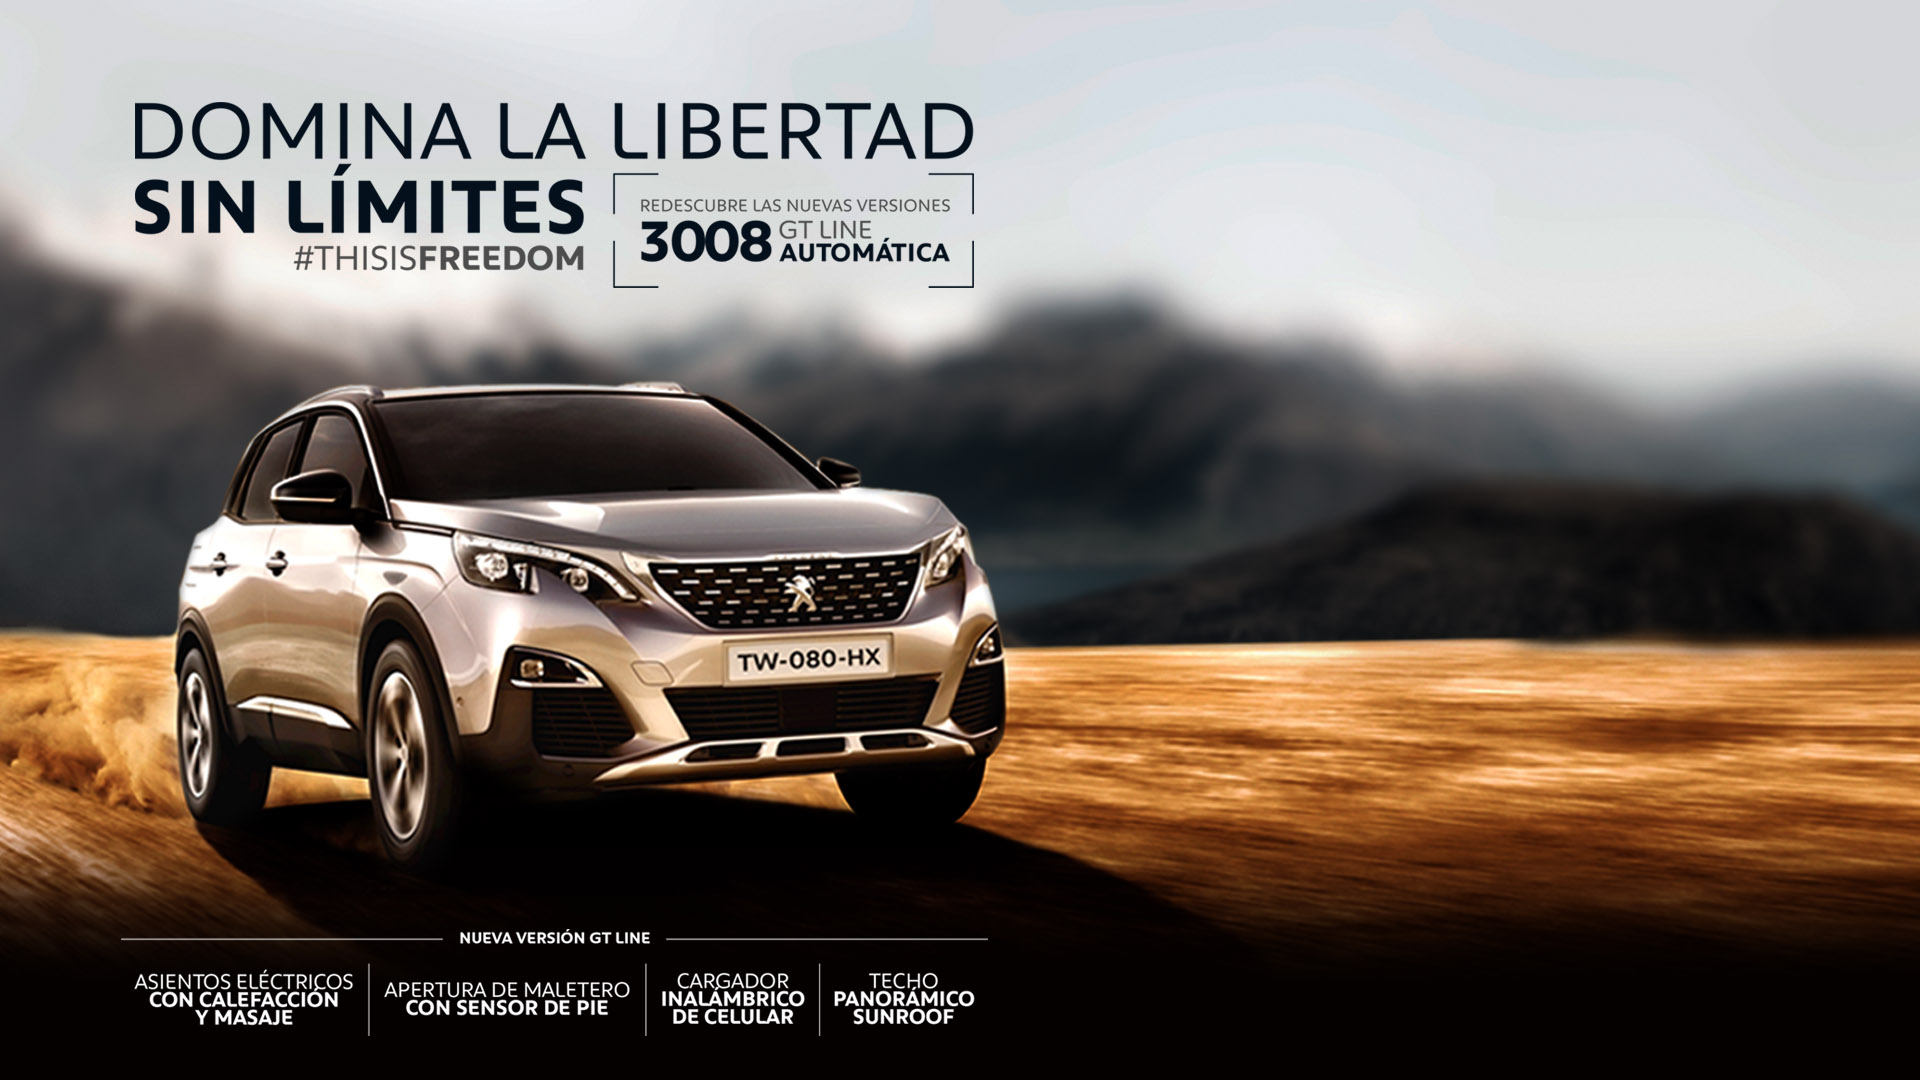 DOMINA LA LIBERTAD
SIN LÍMITES
#THISISFREEDOM
REDESCUBRE LAS NUEVAS VERSIONES
3008 GT LINE
AUTOMÁTICA
TW-080-HX
NUEVA VERSIÓN GT LINE
ASIENTOS ELÉCTRICOS
CON CALEFACCIÓN
Y MASAJE
APERTURA DE MALETERO
CON SENSOR DE PIE
CARGADOR
INALÁMBRICO
DE CELULAR
TECHO
PANORÁMICO
SUNROOF